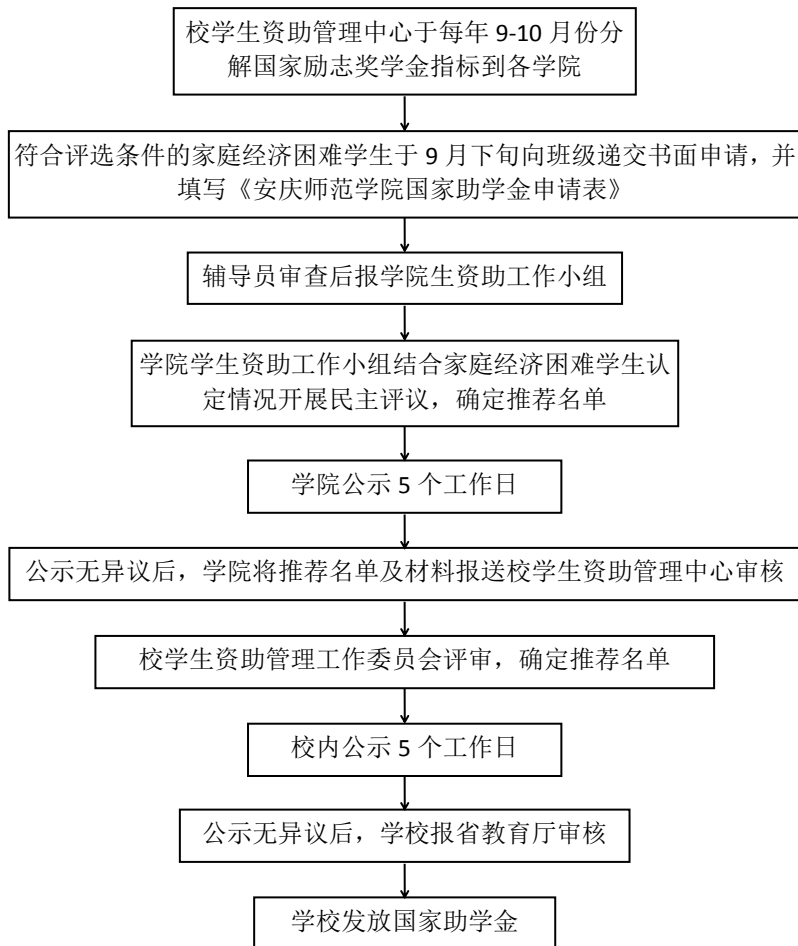 校学生资助管理中心于每年 9-10 月份分
解国家励志奖学金指标到各学院
符合评选条件的家庭经济困难学生于 9 月下旬向班级递交书面申请，并
填写《安庆师范学院国家助学金申请表》
辅导员审查后报学院生资助工作小组
学院学生资助工作小组结合家庭经济困难学生认
定情况开展民主评议，确定推荐名单
学院公示 5 个工作日
公示无异议后，学院将推荐名单及材料报送校学生资助管理中心审核
校学生资助管理工作委员会评审，确定推荐名单
校内公示 5 个工作日
公示无异议后，学校报省教育厅审核
学校发放国家助学金